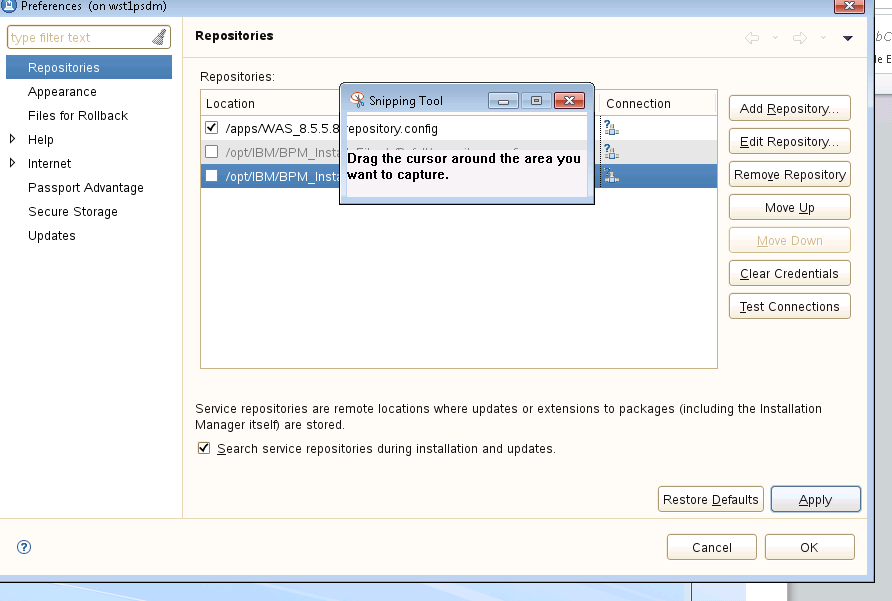 Preferences (on wst1psdm)
type filter text
Repositories
Appearance
Files for Rollback
Help
Internet
Passport Advantage
Secure Storage
Updates
Repositories
Repositories:
Location
Connection
/apps/WAS_8.5.5.8
repository.config
/opt/IBM/BPM_Insta
/opt/IBM/BPM_Insta
Snipping Tool
Drag the cursor around the area you
want to capture.
Add Repository...
Edit Repository...
Remove Repository
Move Up
Move Down
Clear Credentials
Test Connections
Service repositories are remote locations where updates or extensions to packages (including the Installation
Manager itself) are stored.
Search service repositories during installation and updates.
Restore Defaults
Apply
Cancel
OK